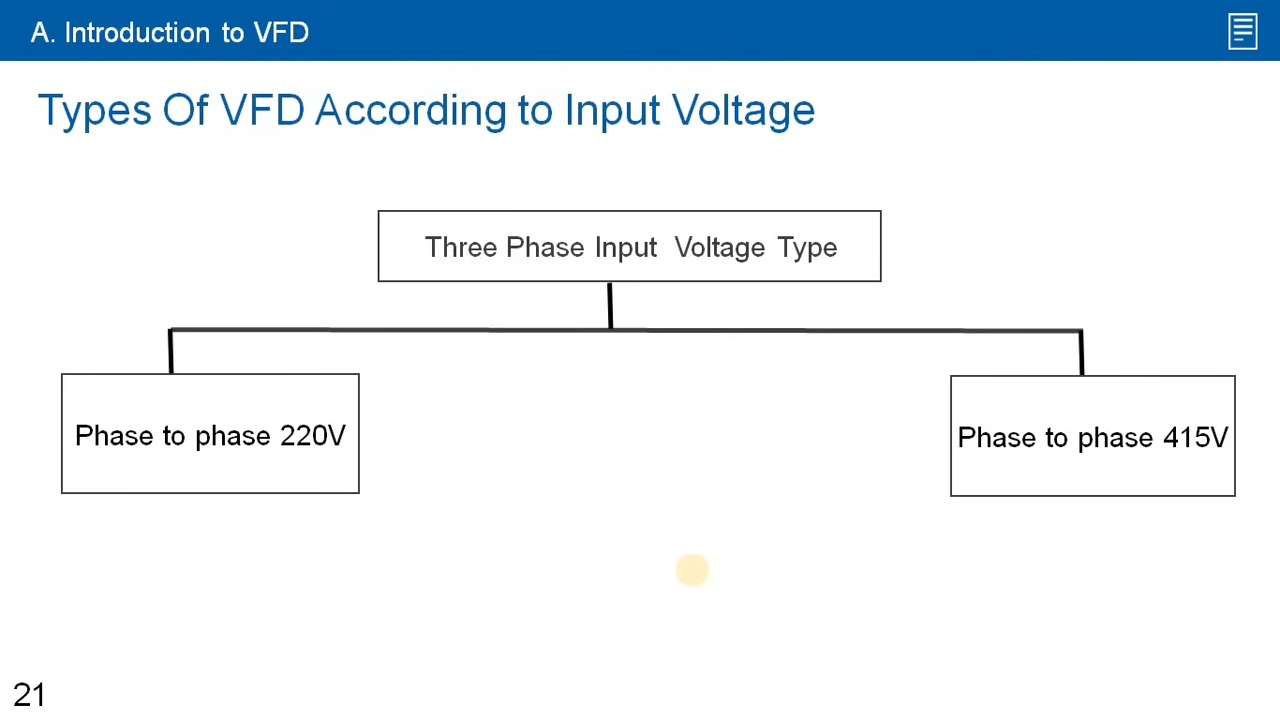 A. Introduction to VFD
Types Of VFD According to Input Voltage
Three Phase Input Voltage Type
Phase to phase 220V
Phase to phase 415V
21